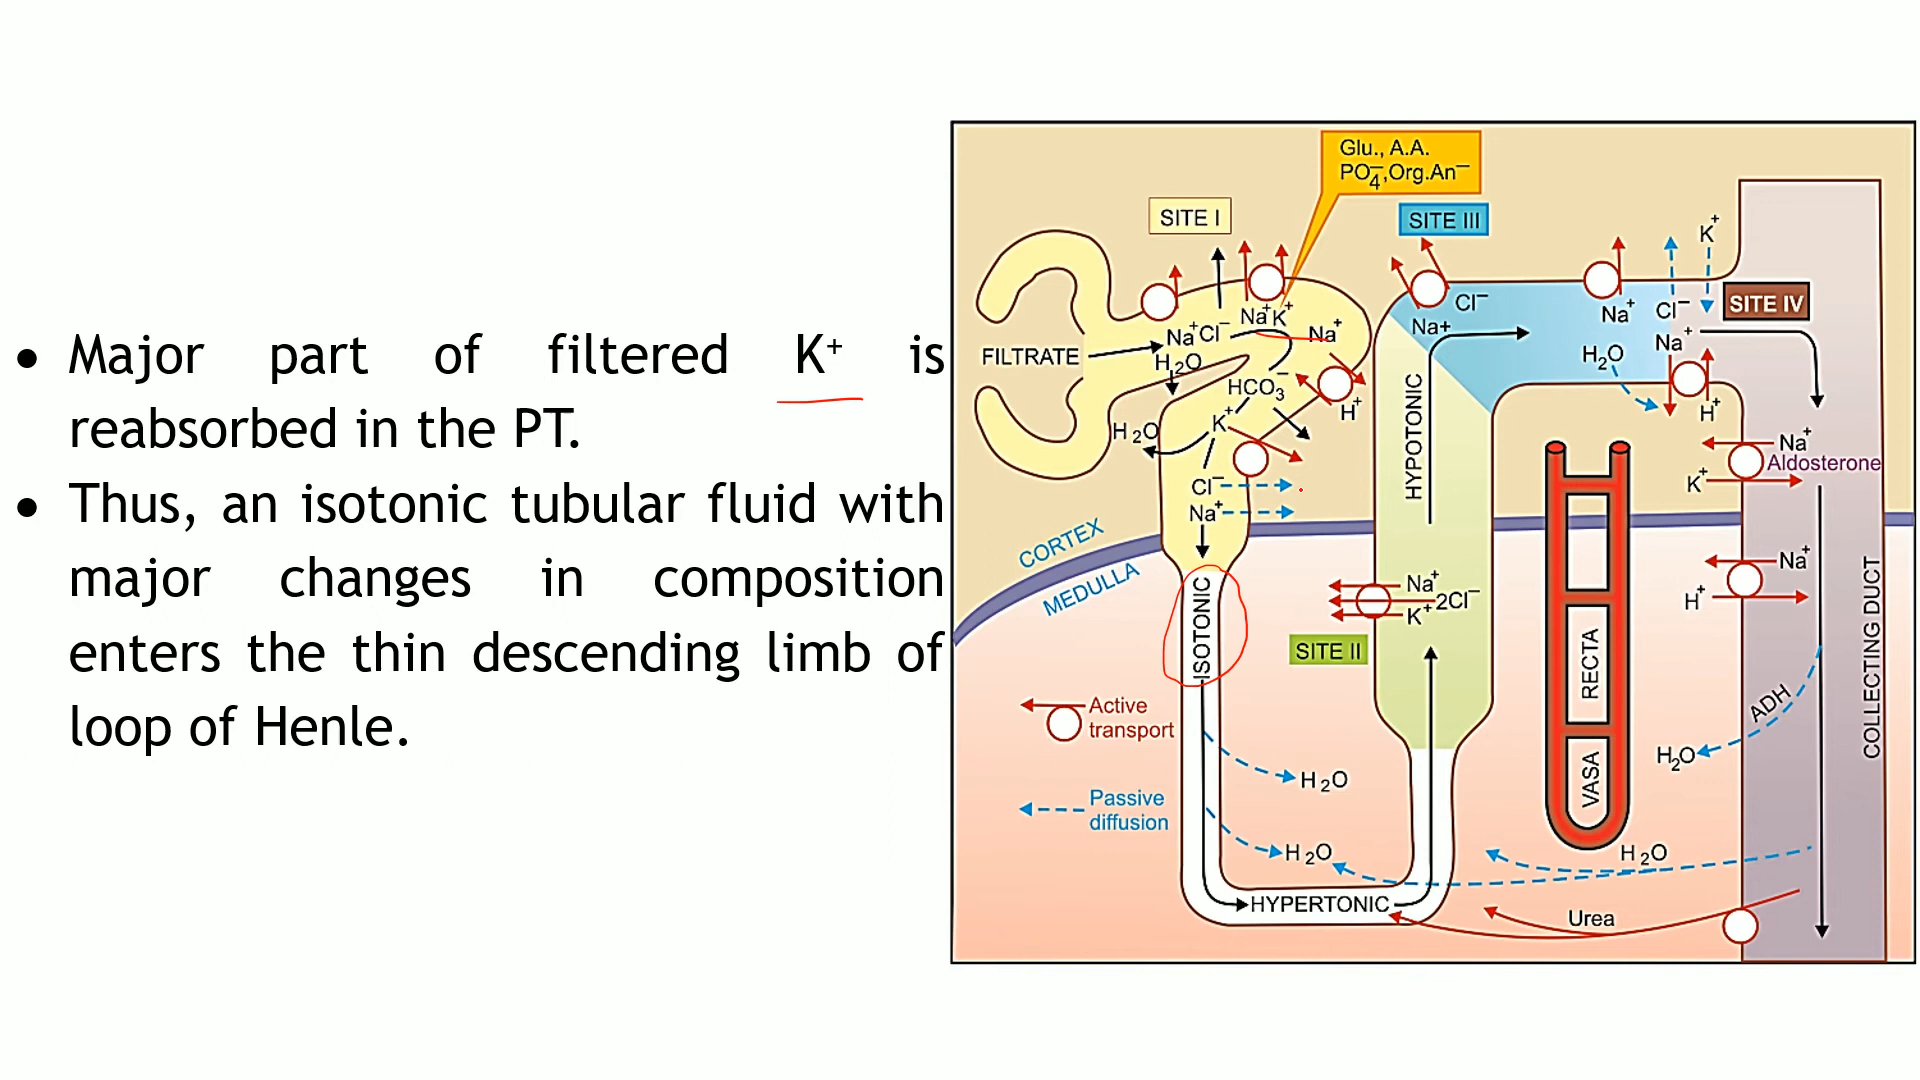 • Major part of filtered K⁺ is
reabsorbed in the PT.
• Thus, an isotonic tubular fluid with
major changes in composition
enters the thin descending limb of
loop of Henle.
Glu., A.A.
PO₄⁻,Org.An⁻
SITE I
SITE III
K⁺
Cl⁻
Na⁺
Cl⁻
SITE IV
Na⁺K⁺
Na⁺Cl⁻
Na⁺
Na+
Na⁺
FILTRATE
H₂O
H₂O
HCO₃⁻
H⁺
H⁺
K⁺
H₂O
HYPOTONIC
Na⁺
Aldosterone
K⁺
Cl⁻
Na⁺
CORTEX
MEDULLA
Na⁺
H⁺
ISOTONIC
Na⁺
K⁺2Cl⁻
SITE II
RECTA
VASA
COLLECTING DUCT
ADH
H₂O
Active
transport
H₂O
Passive
diffusion
H₂O
H₂O
HYPERTONIC
Urea